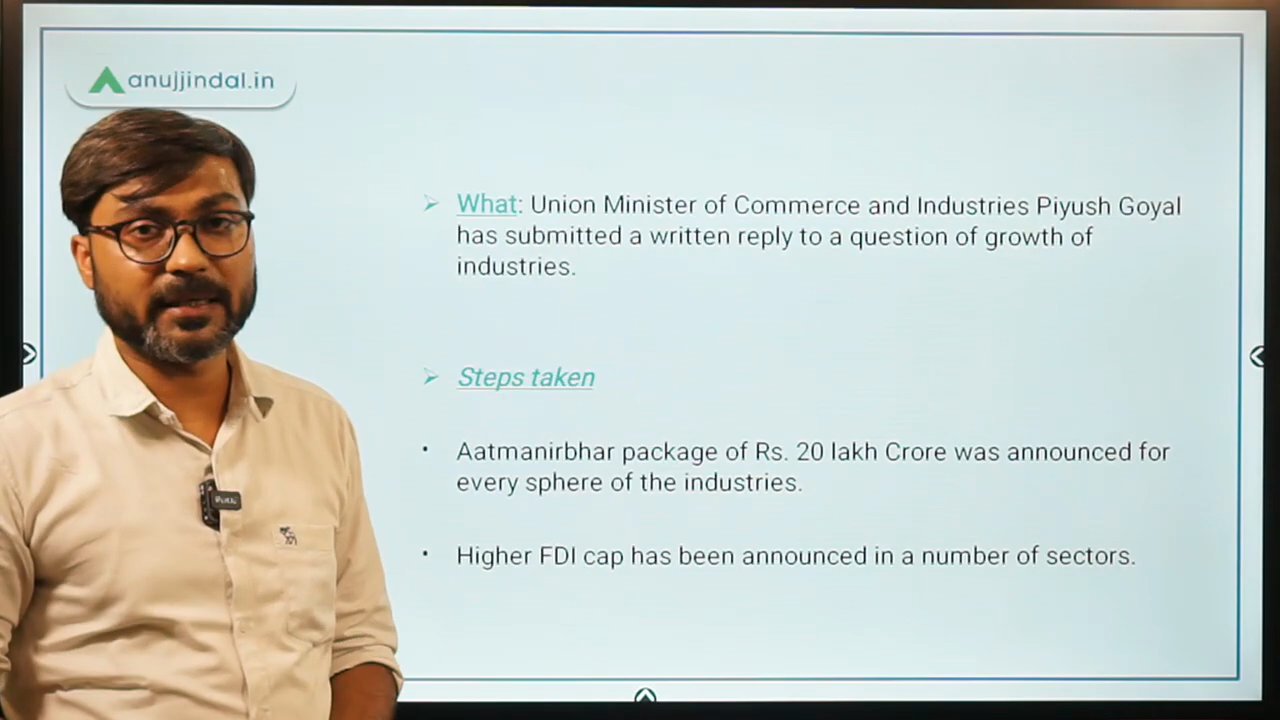 anujjindal.in
➢ What: Union Minister of Commerce and Industries Piyush Goyal
has submitted a written reply to a question of growth of
industries.
➢ Steps taken
• Aatmanirbhar package of Rs. 20 lakh Crore was announced for
every sphere of the industries.
• Higher FDI cap has been announced in a number of sectors.